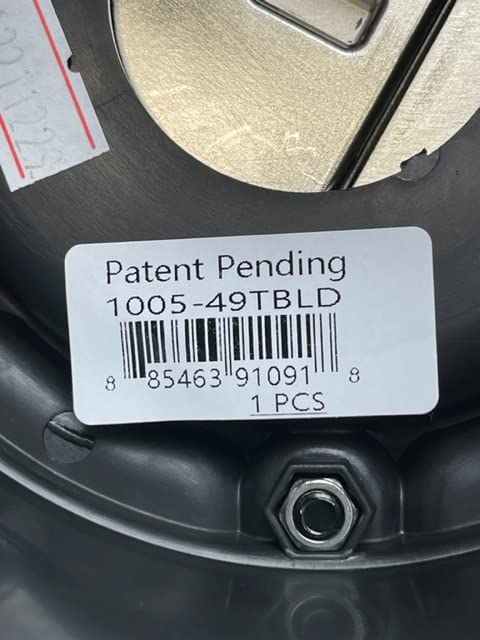 Patent Pending
1005-49TBLD
8 85463 91091 8
1 PCS